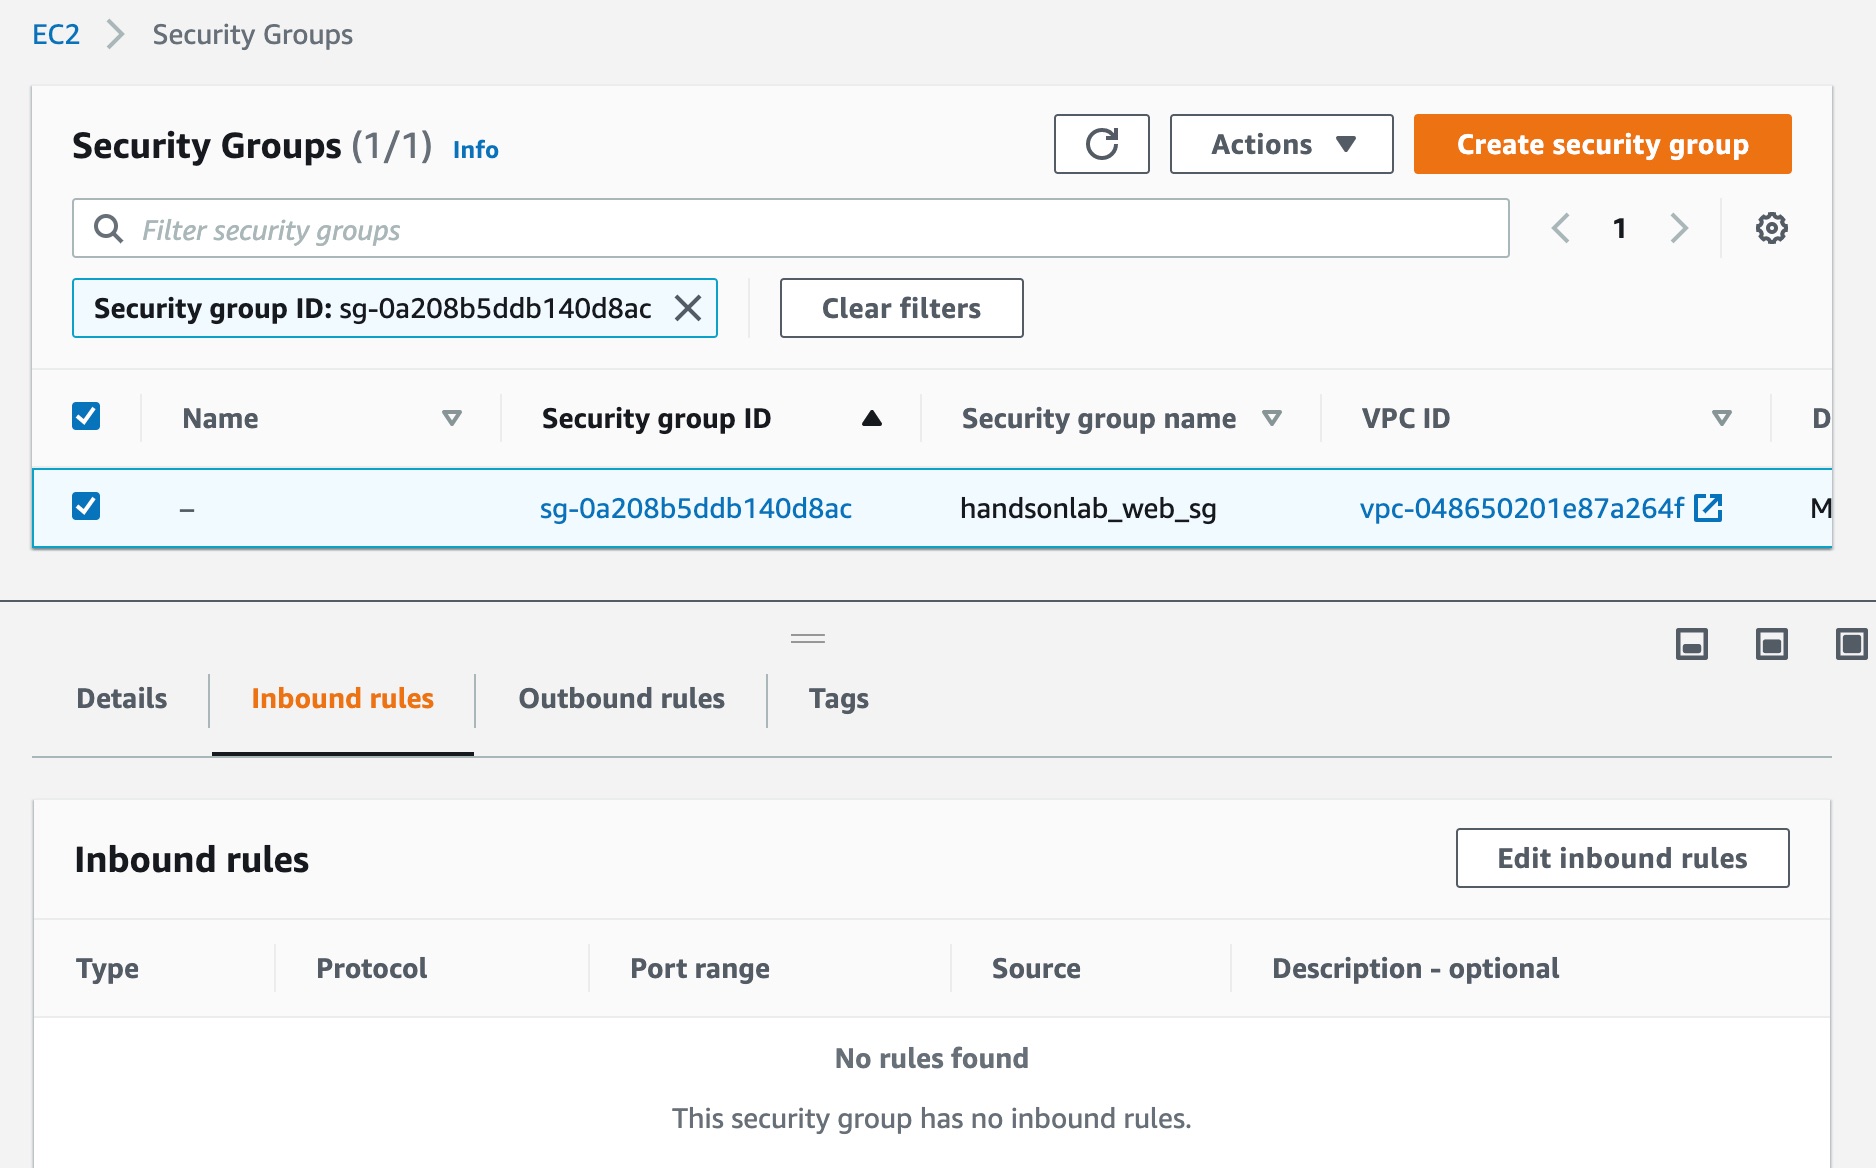 EC2 Security Groups
Security Groups (1/1) Info
Actions
Create security group
Filter security groups
1
Security group ID: sg-0a208b5ddb140d8ac
Clear filters
Name Security group ID Security group name VPC ID D
– sg-0a208b5ddb140d8ac handsonlab_web_sg vpc-048650201e87a264f M
Details Inbound rules Outbound rules Tags
Inbound rules
Edit inbound rules
Type Protocol Port range Source Description - optional
No rules found
This security group has no inbound rules.